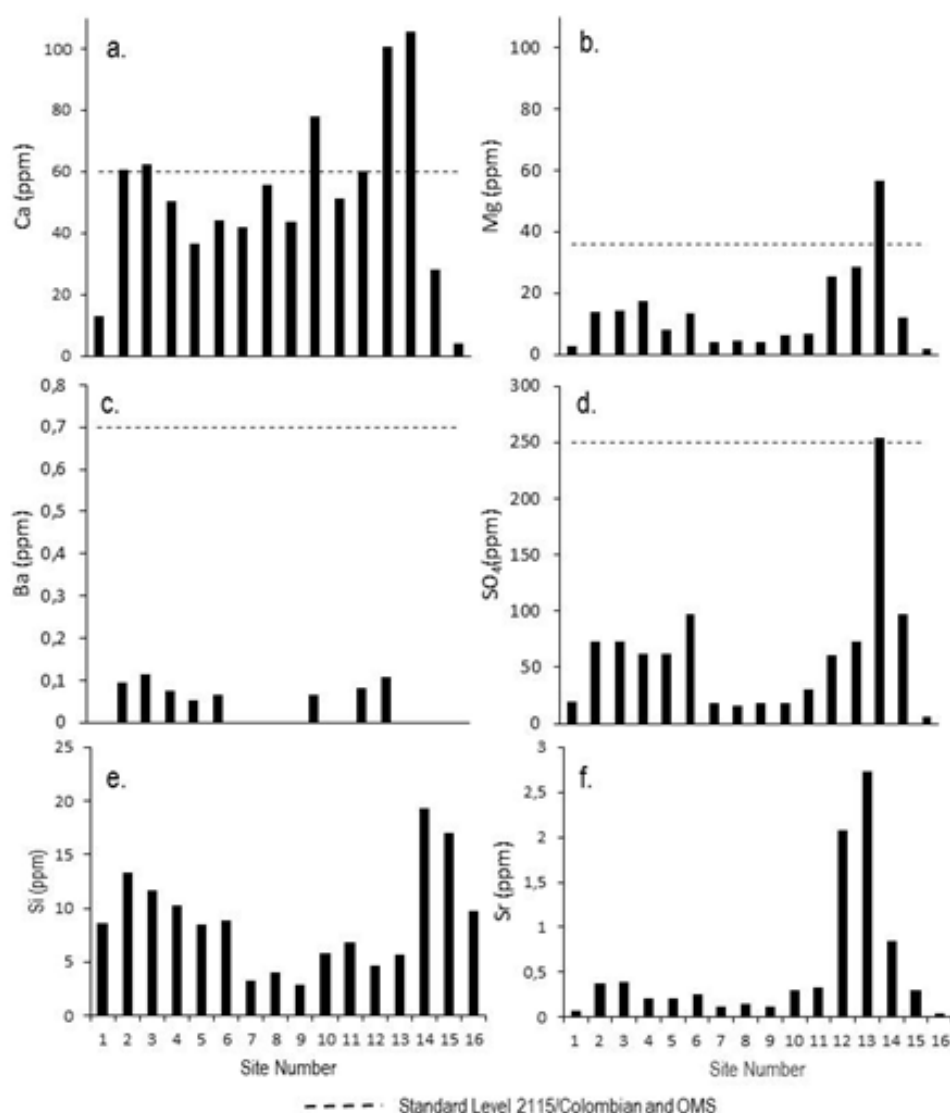 a.
Ca (ppm)
100
80
60
40
20
0
b.
Mg (ppm)
100
80
60
40
20
0
c.
Ba (ppm)
0,8
0,7
0,6
0,5
0,4
0,3
0,2
0,1
0
d.
SO₄(ppm)
300
250
200
150
100
50
0
e.
Si (ppm)
25
20
15
10
5
0
1 2 3 4 5 6 7 8 9 10 11 12 13 14 15 16
Site Number
f.
Sr (ppm)
3
2,5
2
1,5
1
0,5
0
1 2 3 4 5 6 7 8 9 10 11 12 13 14 15 16
Site Number
Standard Level 2115/Colombian and OMS